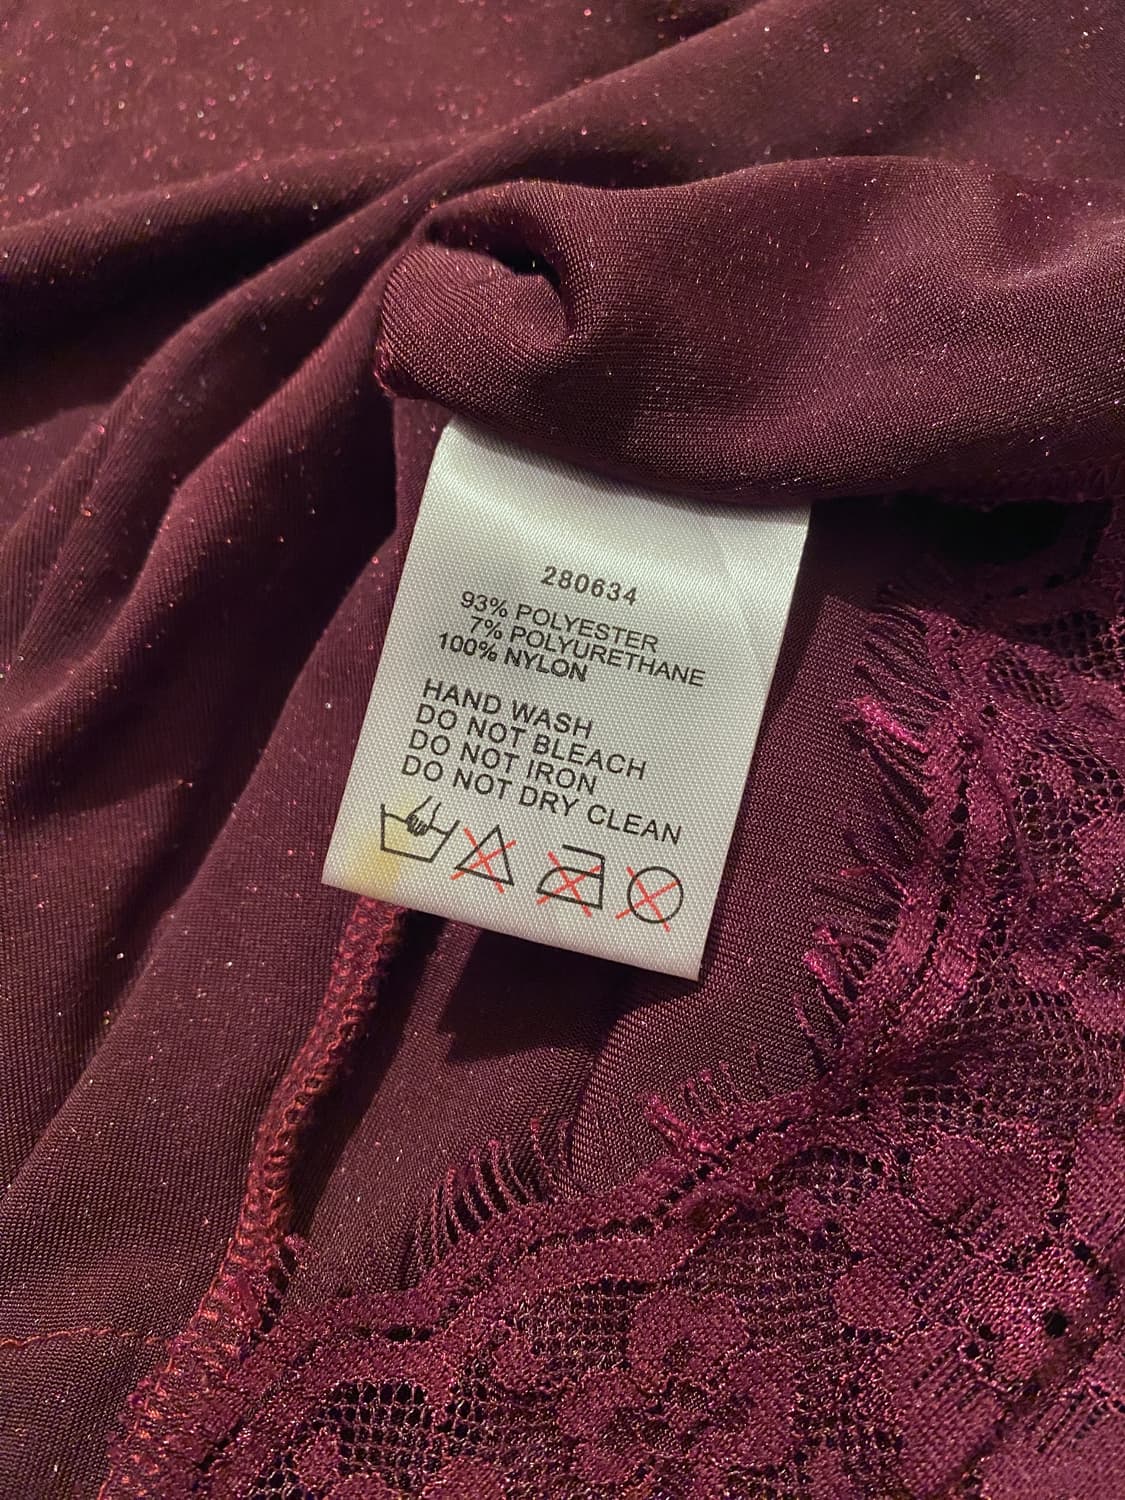 280634
93% POLYESTER
7% POLYURETHANE
100% NYLON
HAND WASH
DO NOT BLEACH
DO NOT IRON
DO NOT DRY CLEAN